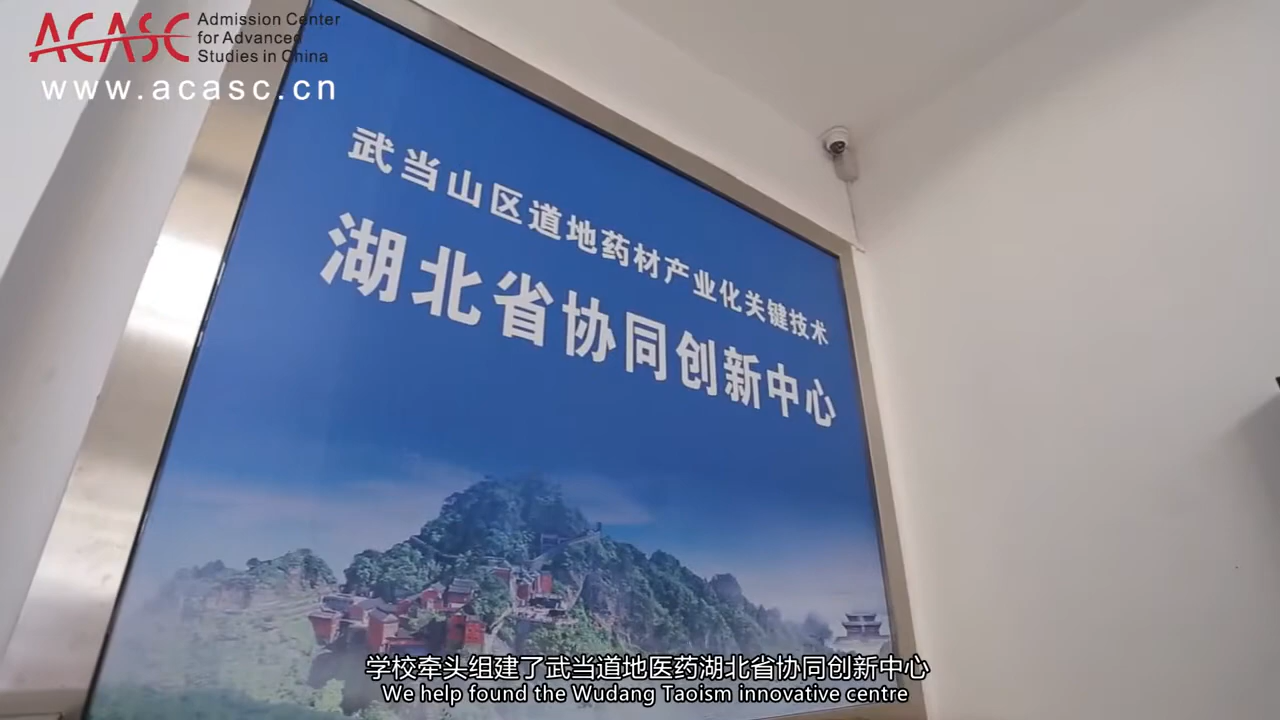 ACASC
Admission Center
for Advanced
Studies in China
www.acasc.cn
武当山区道地药材产业化关键技术
湖北省协同创新中心
学校牵头组建了武当道地医药湖北省协同创新中心
We help found the Wudang Taoism innovative centre